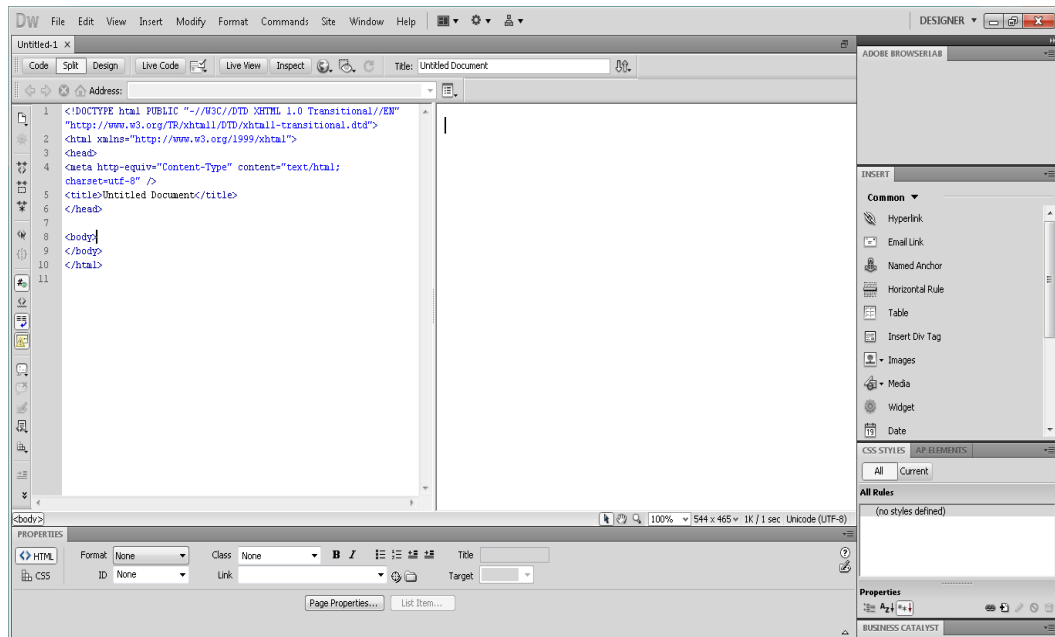 DW File Edit View Insert Modify Format Commands Site Window Help DESIGNER
Untitled-1 ×
ADOBE BROWSERLAB
Code Split Design Live Code Live View Inspect Title: Untitled Document
Address:
1 <!DOCTYPE html PUBLIC "-//W3C//DTD XHTML 1.0 Transitional//EN"
"http://www.w3.org/TR/xhtml1/DTD/xhtml1-transitional.dtd">
2 <html xmlns="http://www.w3.org/1999/xhtml">
3 <head>
4 <meta http-equiv="Content-Type" content="text/html;
charset=utf-8" />
5 <title>Untitled Document</title>
6 </head>
7
8 <body>
9 </body>
10 </html>
11
INSERT
Common
Hyperlink
Email Link
Named Anchor
Horizontal Rule
Table
Insert Div Tag
Images
Media
Widget
19 Date
CSS STYLES AP ELEMENTS
All Current
All Rules
(no styles defined)
Properties
BUSINESS CATALYST
<body> 100% 544 x 465 1K / 1 sec Unicode (UTF-8)
PROPERTIES
<> HTML Format None Class None B I Title
CSS ID None Link Target
Page Properties... List Item...